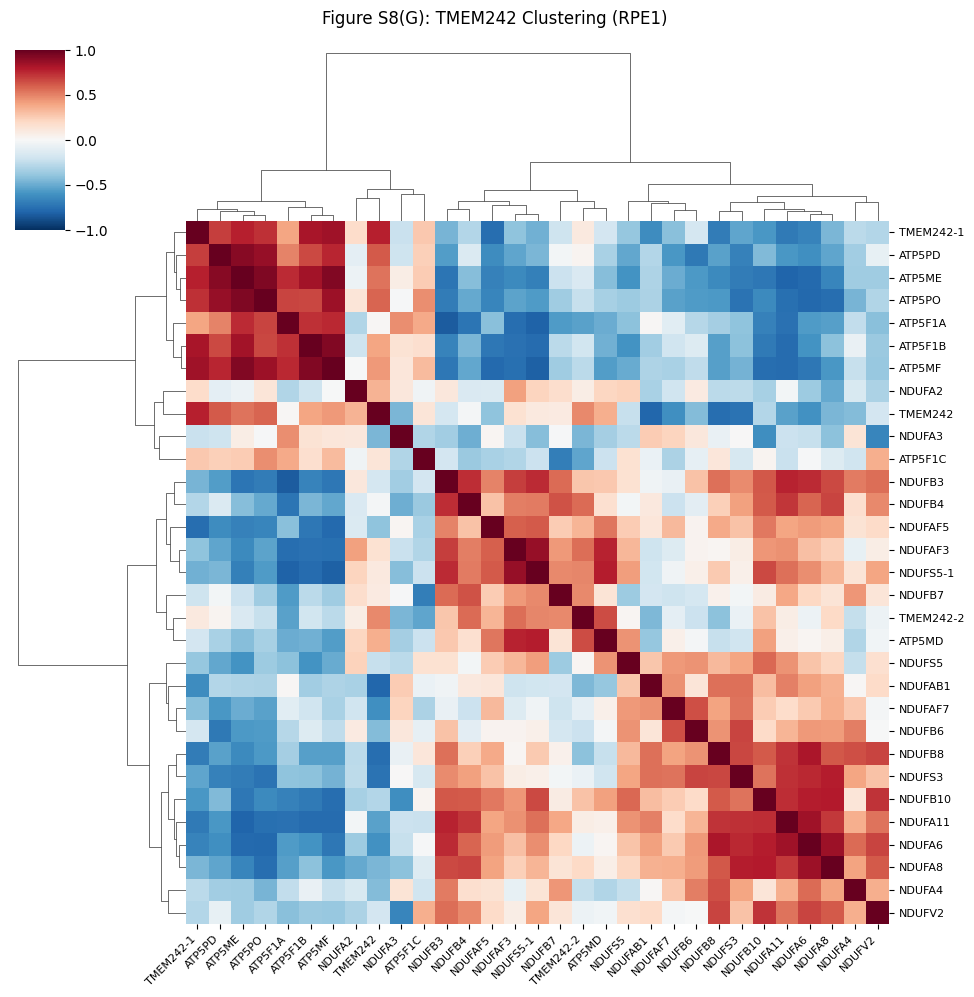 Figure S8(G): TMEM242 Clustering (RPE1)
1.0
0.5
0.0
−0.5
−1.0
TMEM242-1
ATP5PD
ATP5ME
ATP5PO
ATP5F1A
ATP5F1B
ATP5MF
NDUFA2
TMEM242
NDUFA3
ATP5F1C
NDUFB3
NDUFB4
NDUFAF5
NDUFAF3
NDUFS5-1
NDUFB7
TMEM242-2
ATP5MD
NDUFS5
NDUFAB1
NDUFAF7
NDUFB6
NDUFB8
NDUFS3
NDUFB10
NDUFA11
NDUFA6
NDUFA8
NDUFA4
NDUFV2
TMEM242-1
ATP5PD
ATP5ME
ATP5PO
ATP5F1A
ATP5F1B
ATP5MF
NDUFA2
TMEM242
NDUFA3
ATP5F1C
NDUFB3
NDUFB4
NDUFAF5
NDUFAF3
NDUFS5-1
NDUFB7
TMEM242-2
ATP5MD
NDUFS5
NDUFAB1
NDUFAF7
NDUFB6
NDUFB8
NDUFS3
NDUFB10
NDUFA11
NDUFA6
NDUFA8
NDUFA4
NDUFV2